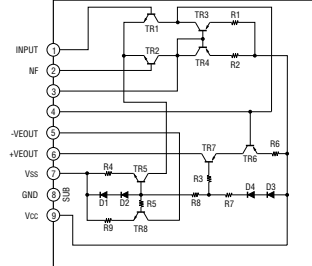 TR1
TR3
R1
INPUT 1
TR2
TR4
R2
NF 2
3
4
-VEOUT 5
+VEOUT 6
TR7
TR6
R6
Vss 7
R4
TR5
R3
D4
D3
GND 8
SUB
D1
D2
R5
R8
R7
Vcc 9
R9
TR8